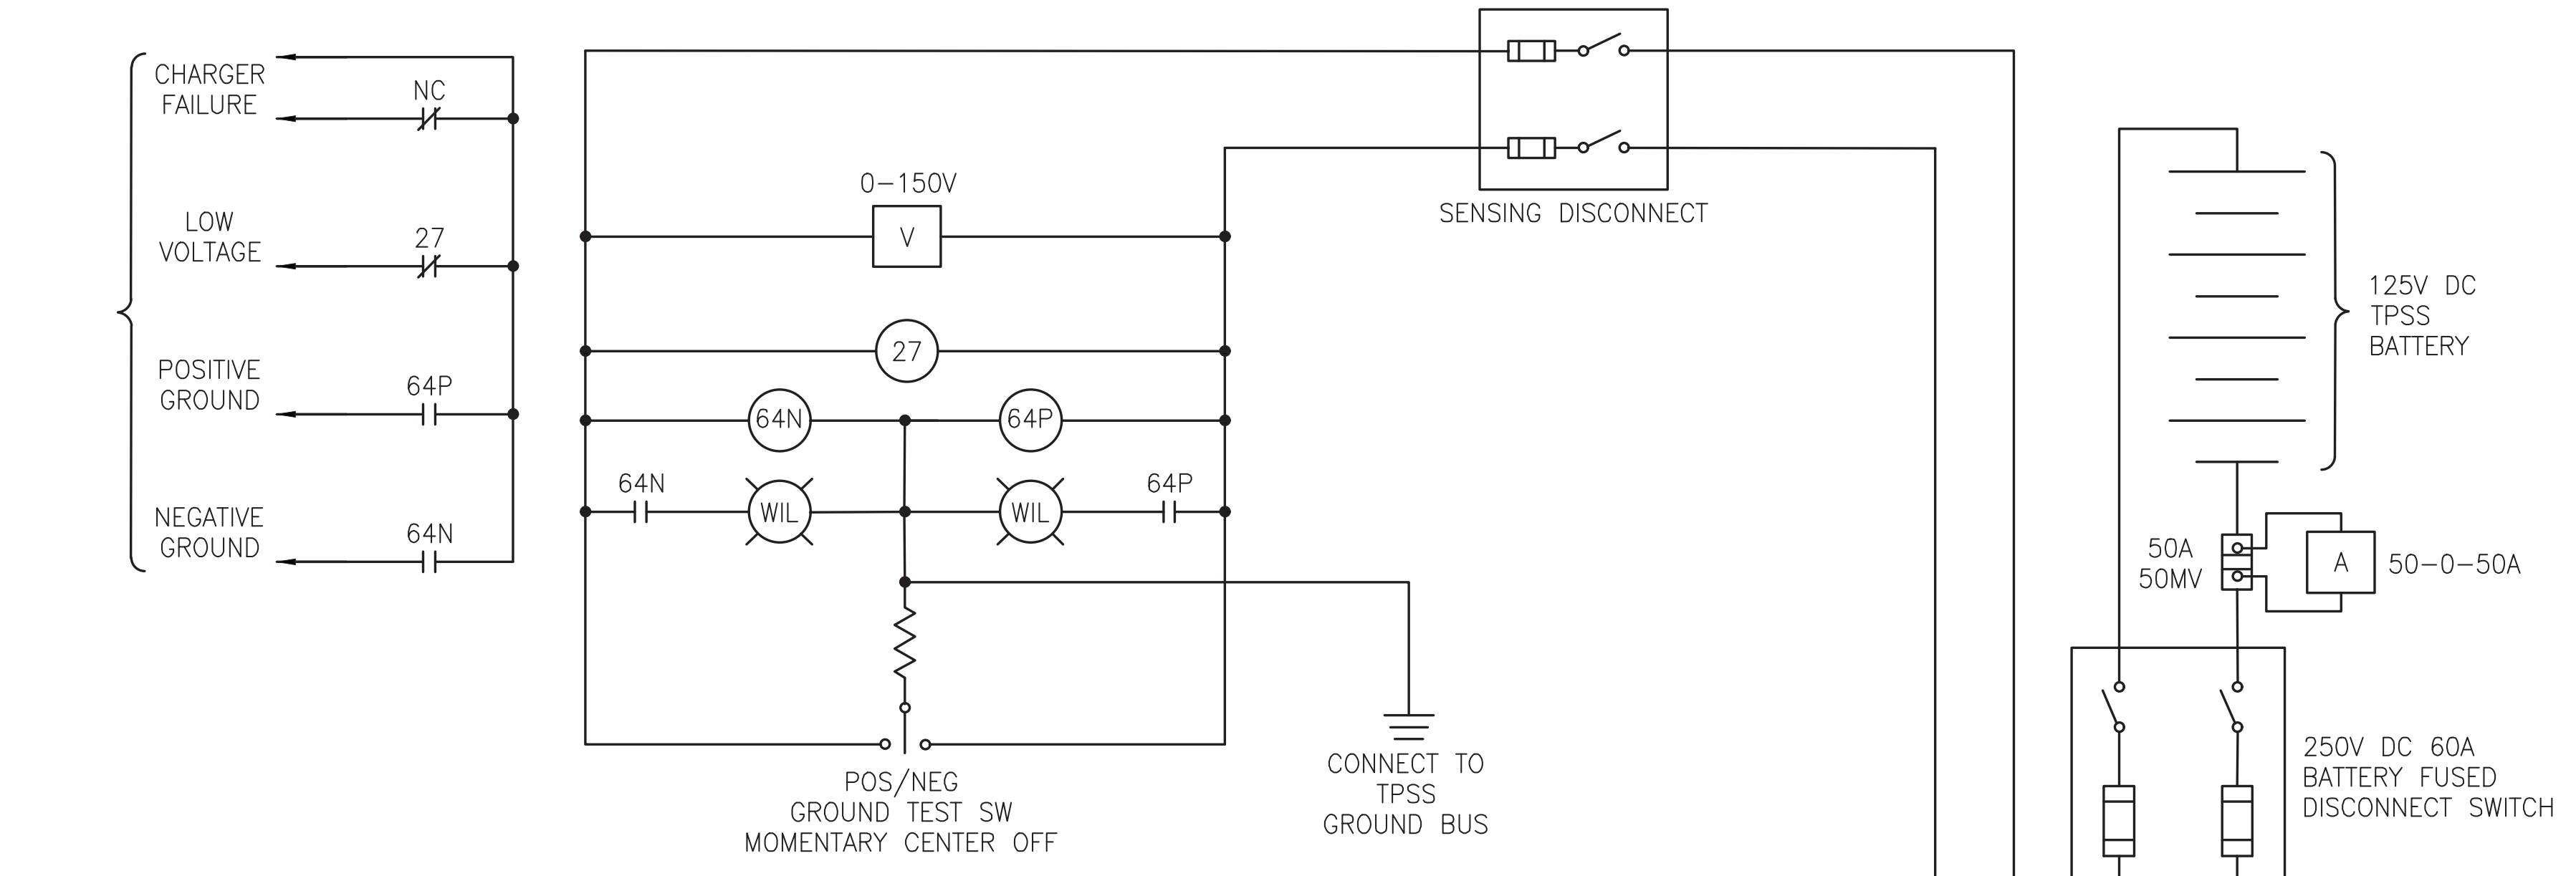 CHARGER
FAILURE
NC
LOW
VOLTAGE
27
POSITIVE
GROUND
64P
NEGATIVE
GROUND
64N
0-150V
V
27
64N
64P
64N
WIL
WIL
64P
POS/NEG
GROUND TEST SW
MOMENTARY CENTER OFF
SENSING DISCONNECT
CONNECT TO
TPSS
GROUND BUS
125V DC
TPSS
BATTERY
50A
50MV
A
50-0-50A
250V DC 60A
BATTERY FUSED
DISCONNECT SWITCH